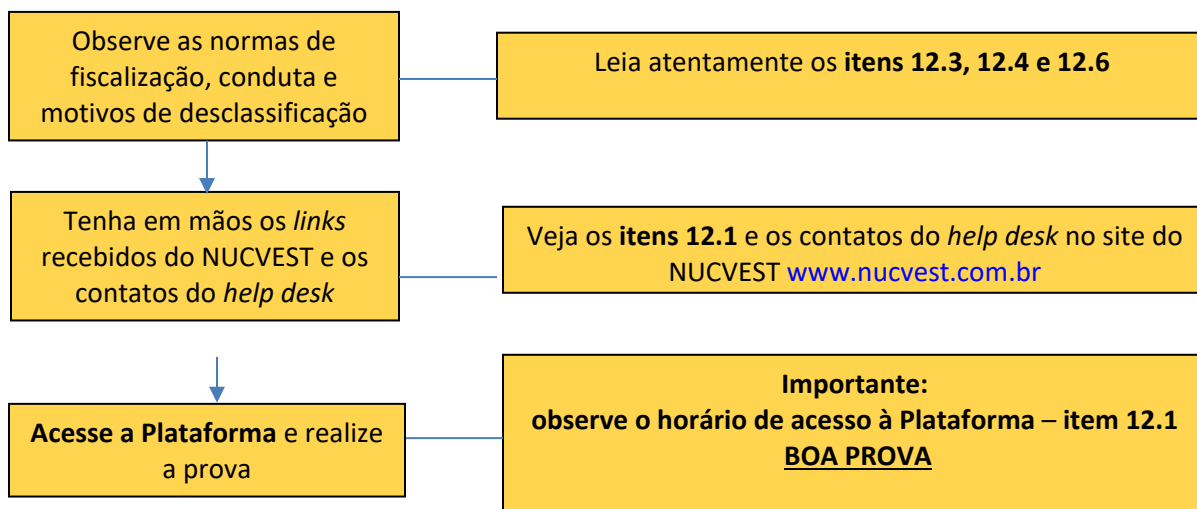 Observe as normas de
fiscalização, conduta e
motivos de desclassificação
Leia atentamente os itens 12.3, 12.4 e 12.6
Tenha em mãos os links
recebidos do NUCVEST e os
contatos do help desk
Veja os itens 12.1 e os contatos do help desk no site do
NUCVEST www.nucvest.com.br
Acesse a Plataforma e realize
a prova
Importante:
observe o horário de acesso à Plataforma – item 12.1
BOA PROVA